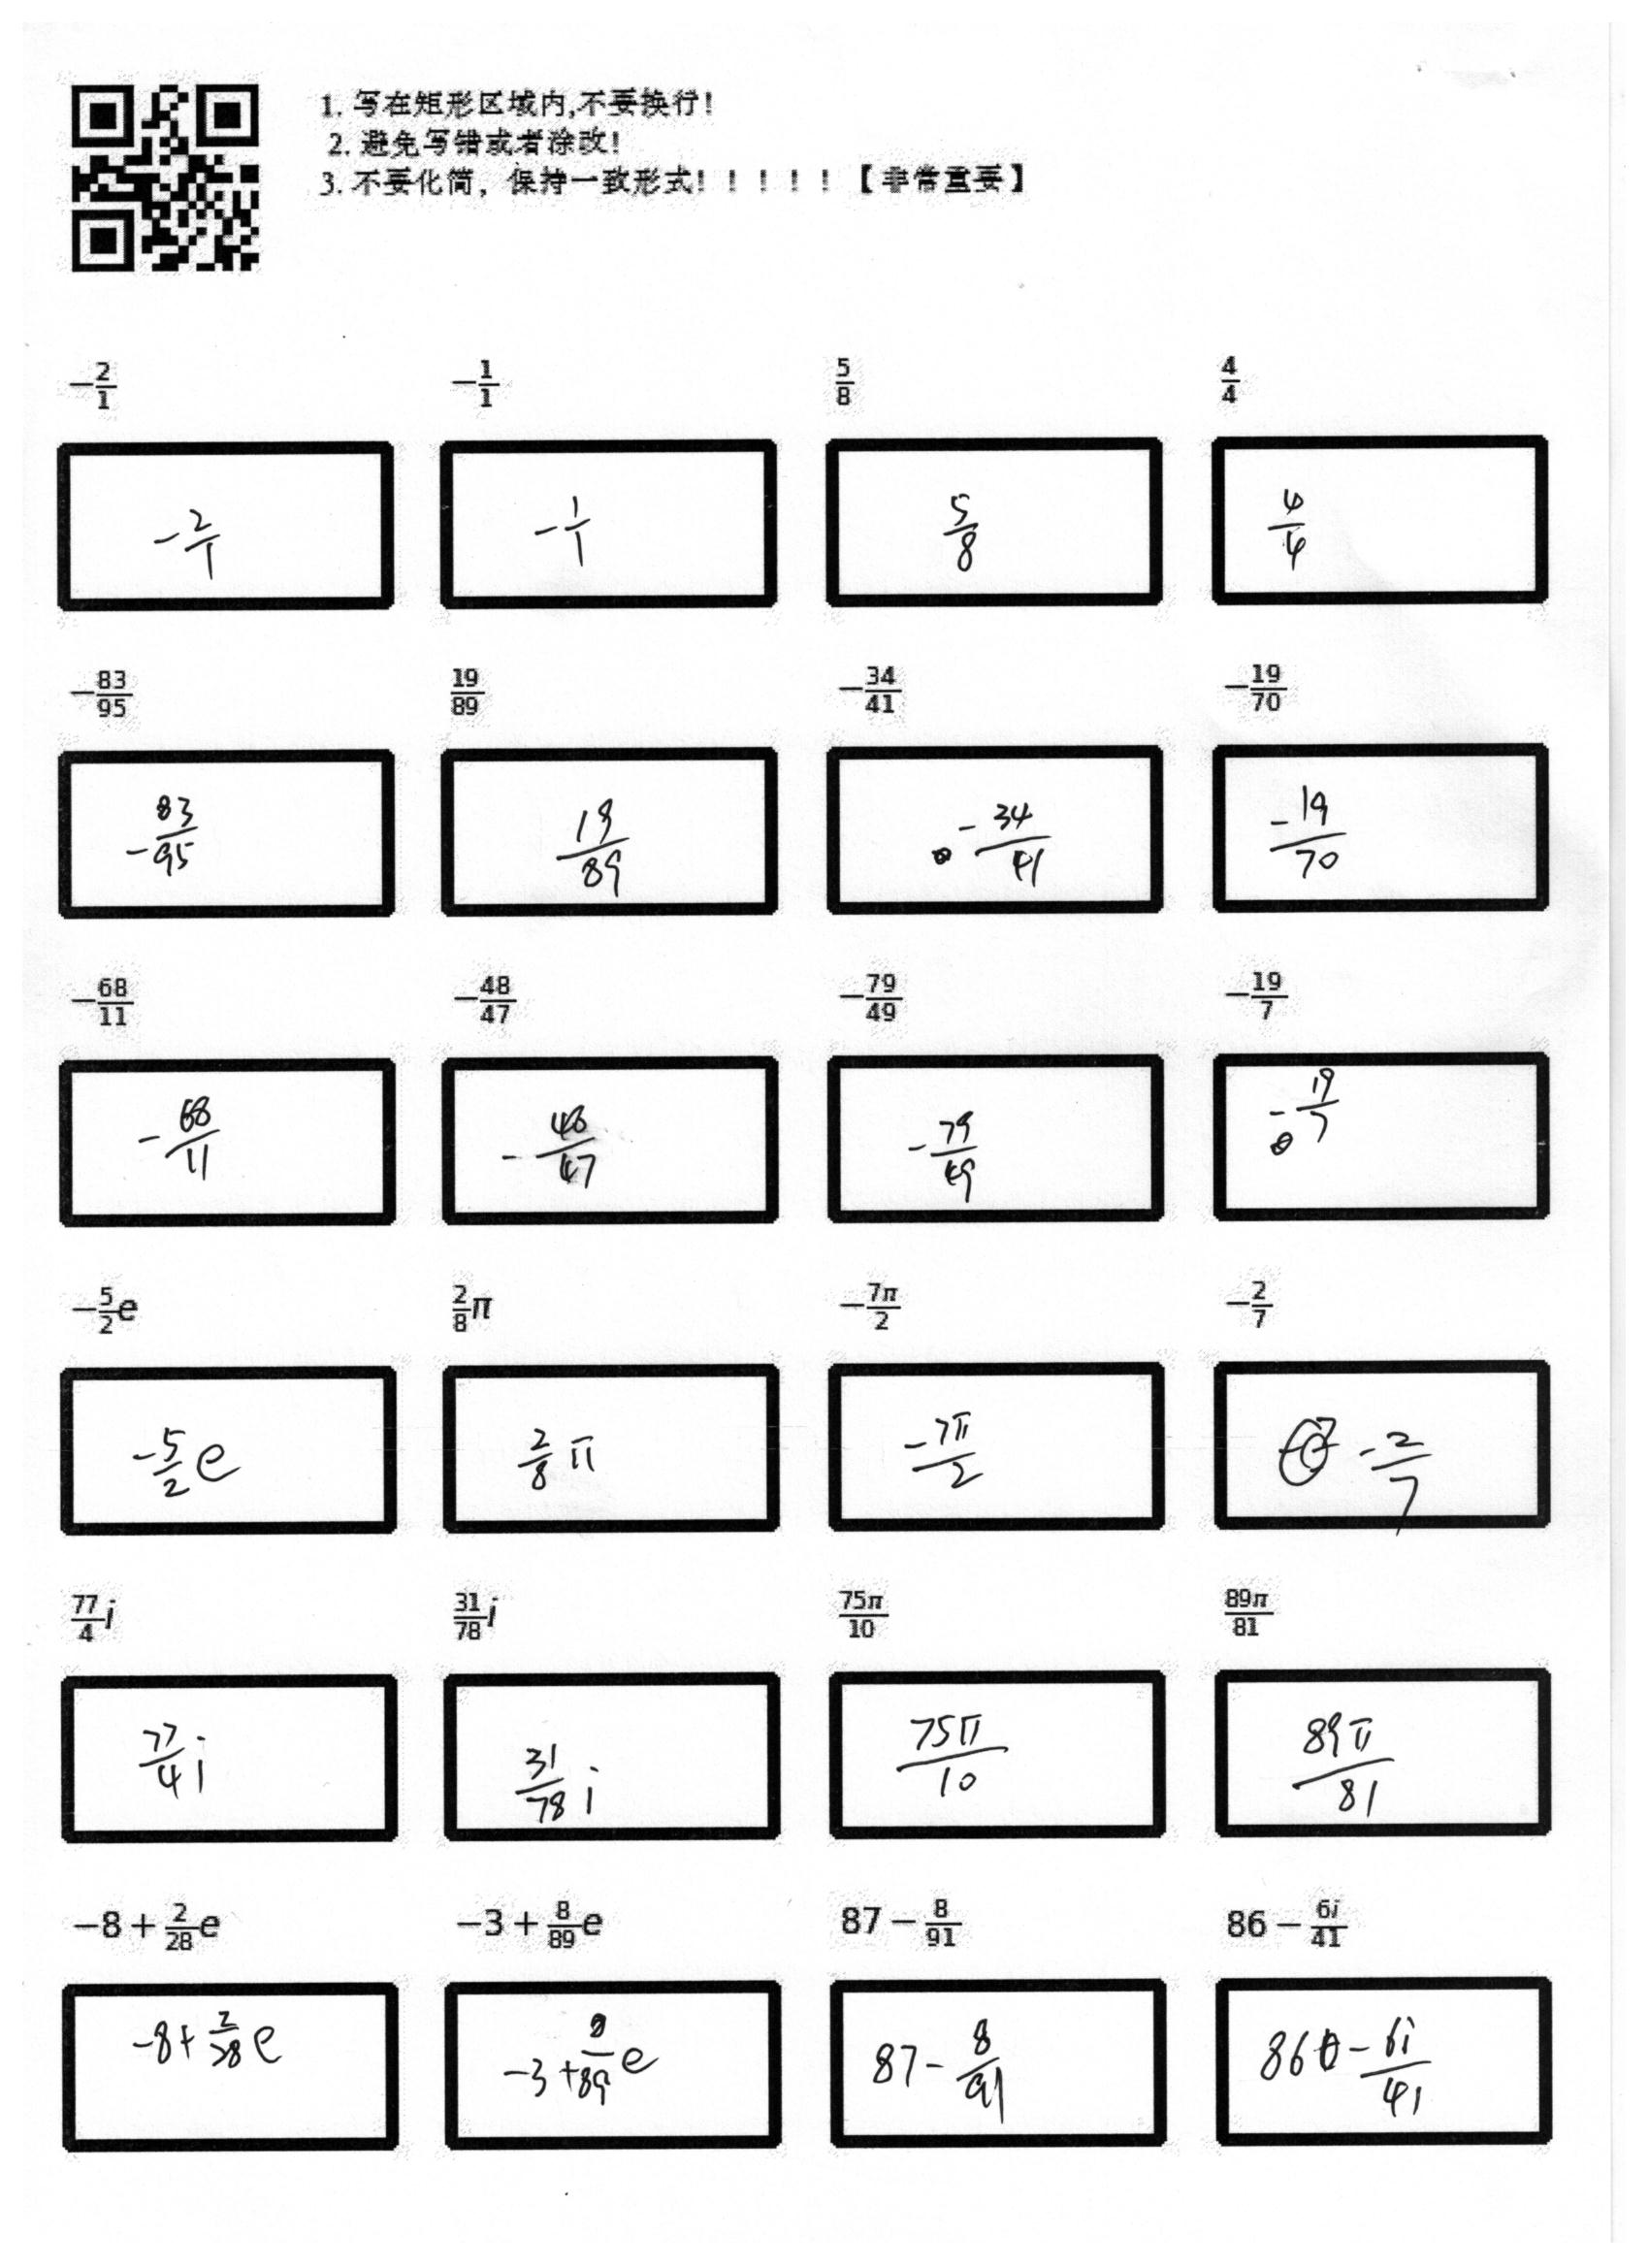 1. 写在矩形区域内,不要换行!
2. 避免写错或者涂改!
3. 不要化简，保持一致形式!！！！！【非常重要】
-2/1 -1/1 5/8 4/4
-2/1 -1/1 5/8 4/4
-83/95 19/89 -34/41 -19/70
-83/95 19/89 -34/41 -19/70
-68/11 -48/47 -79/49 -19/7
-68/11 -48/47 -79/49 -19/7
-5/2e 2/8π -7π/2 -2/7
-5/2e 2/8π -7π/2 -2/7
77/4i 31/78i 75π/10 89π/81
77/4i 31/78i 75π/10 89π/81
-8+2/28e -3+8/89e 87-8/91 86-6i/41
-8+2/28e -3+8/89e 87-8/91 86-6i/41